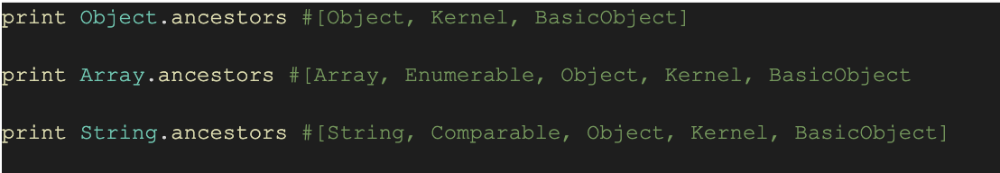 print Object.ancestors #[Object, Kernel, BasicObject]
print Array.ancestors #[Array, Enumerable, Object, Kernel, BasicObject
print String.ancestors #[String, Comparable, Object, Kernel, BasicObject]